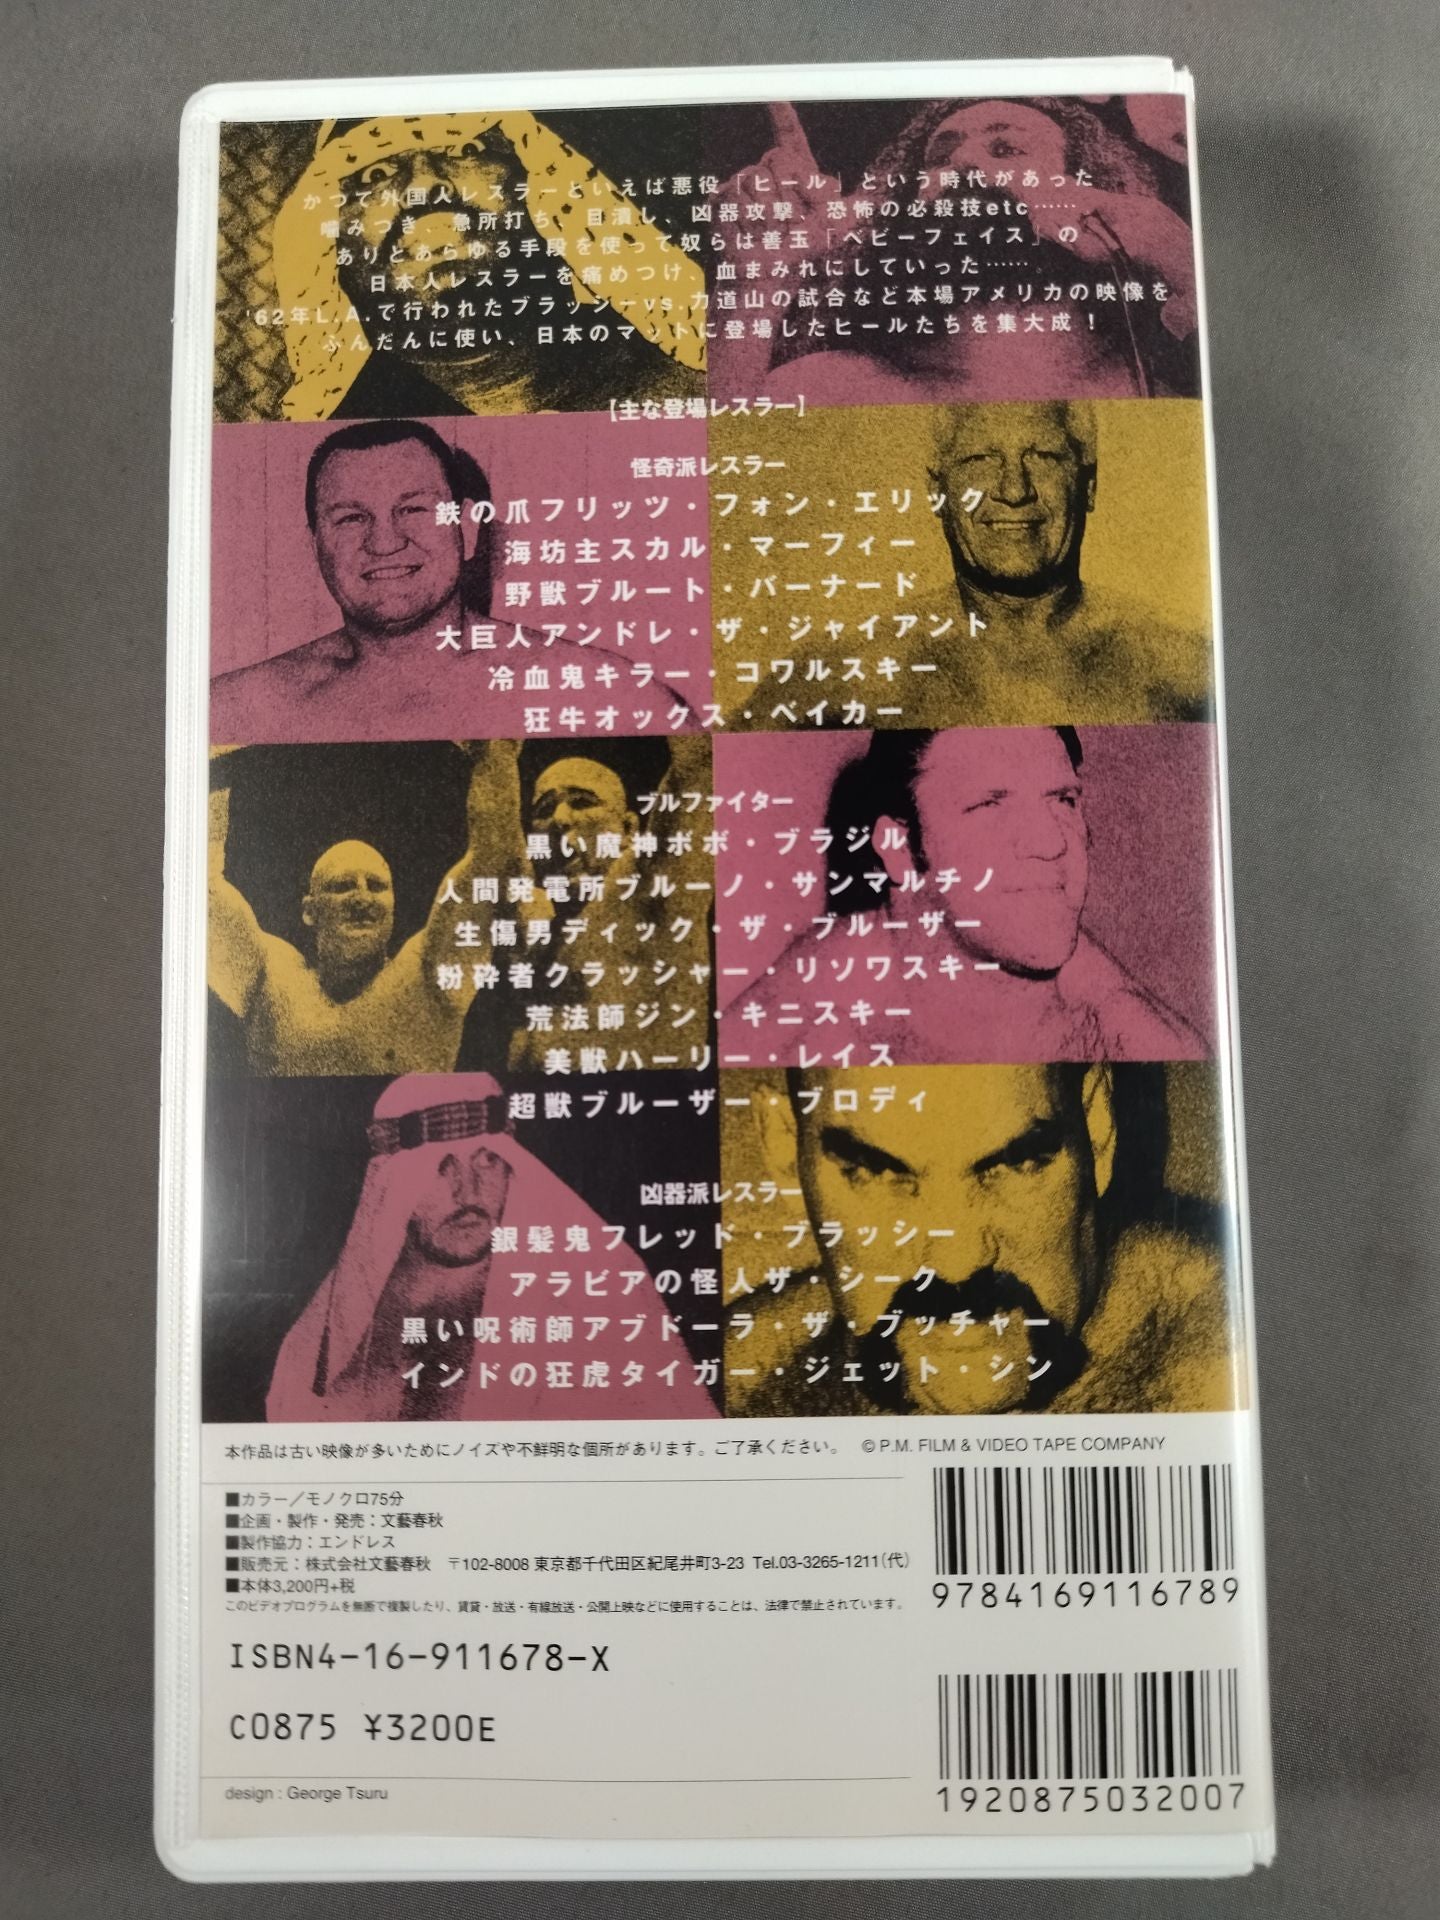 かつて外国人レスラーといえば悪役「ヒール」という時代があった
噛みつき、急所打ち、目潰し、凶器攻撃、恐怖の必殺技etc……
ありとあらゆる手段を使って奴らは善玉「ベビーフェイス」の
日本人レスラーを痛めつけ、血まみれにしていった……
'62年L.A.で行われたブラッシーvs.力道山の試合など本場アメリカの映像を
ふんだんに使い、日本のマットに登場したヒールたちを集大成！
【主な登場レスラー】
怪奇派レスラー
鉄の爪フリッツ・フォン・エリック
海坊主スカル・マーフィー
野獣ブルート・バーナード
大巨人アンドレ・ザ・ジャイアント
冷血鬼キラー・コワルスキー
狂牛オックス・ベイカー
ブルファイター
黒い魔神ボボ・ブラジル
人間発電所ブルーノ・サンマルチノ
生傷男ディック・ザ・ブルーザー
粉砕者クラッシャー・リソワスキー
荒法師ジン・キニスキー
美獣ハーリー・レイス
超獣ブルーザー・ブロディ
凶器派レスラー
銀髪鬼フレッド・ブラッシー
アラビアの怪人ザ・シーク
黒い呪術師アブドーラ・ザ・ブッチャー
インドの狂虎タイガー・ジェット・シン
本作品は古い映像が多いためにノイズや不鮮明な個所があります。ご了承ください。 © P.M. FILM & VIDEO TAPE COMPANY
■カラー／モノクロ75分
■企画・製作・発売：文藝春秋
■製作協力：エンドレス
■販売元：株式会社文藝春秋 〒102-8008 東京都千代田区紀尾井町3-23 Tel.03-3265-1211(代)
■本体3,200円+税
このビデオプログラムを無断で複製したり、賃貸・放送・有線放送・公開上映などに使用することは、法律で禁止されています。
9784169116789
ISBN4-16-911678-X
C0875 ¥3200E
1920875032007
design : George Tsuru